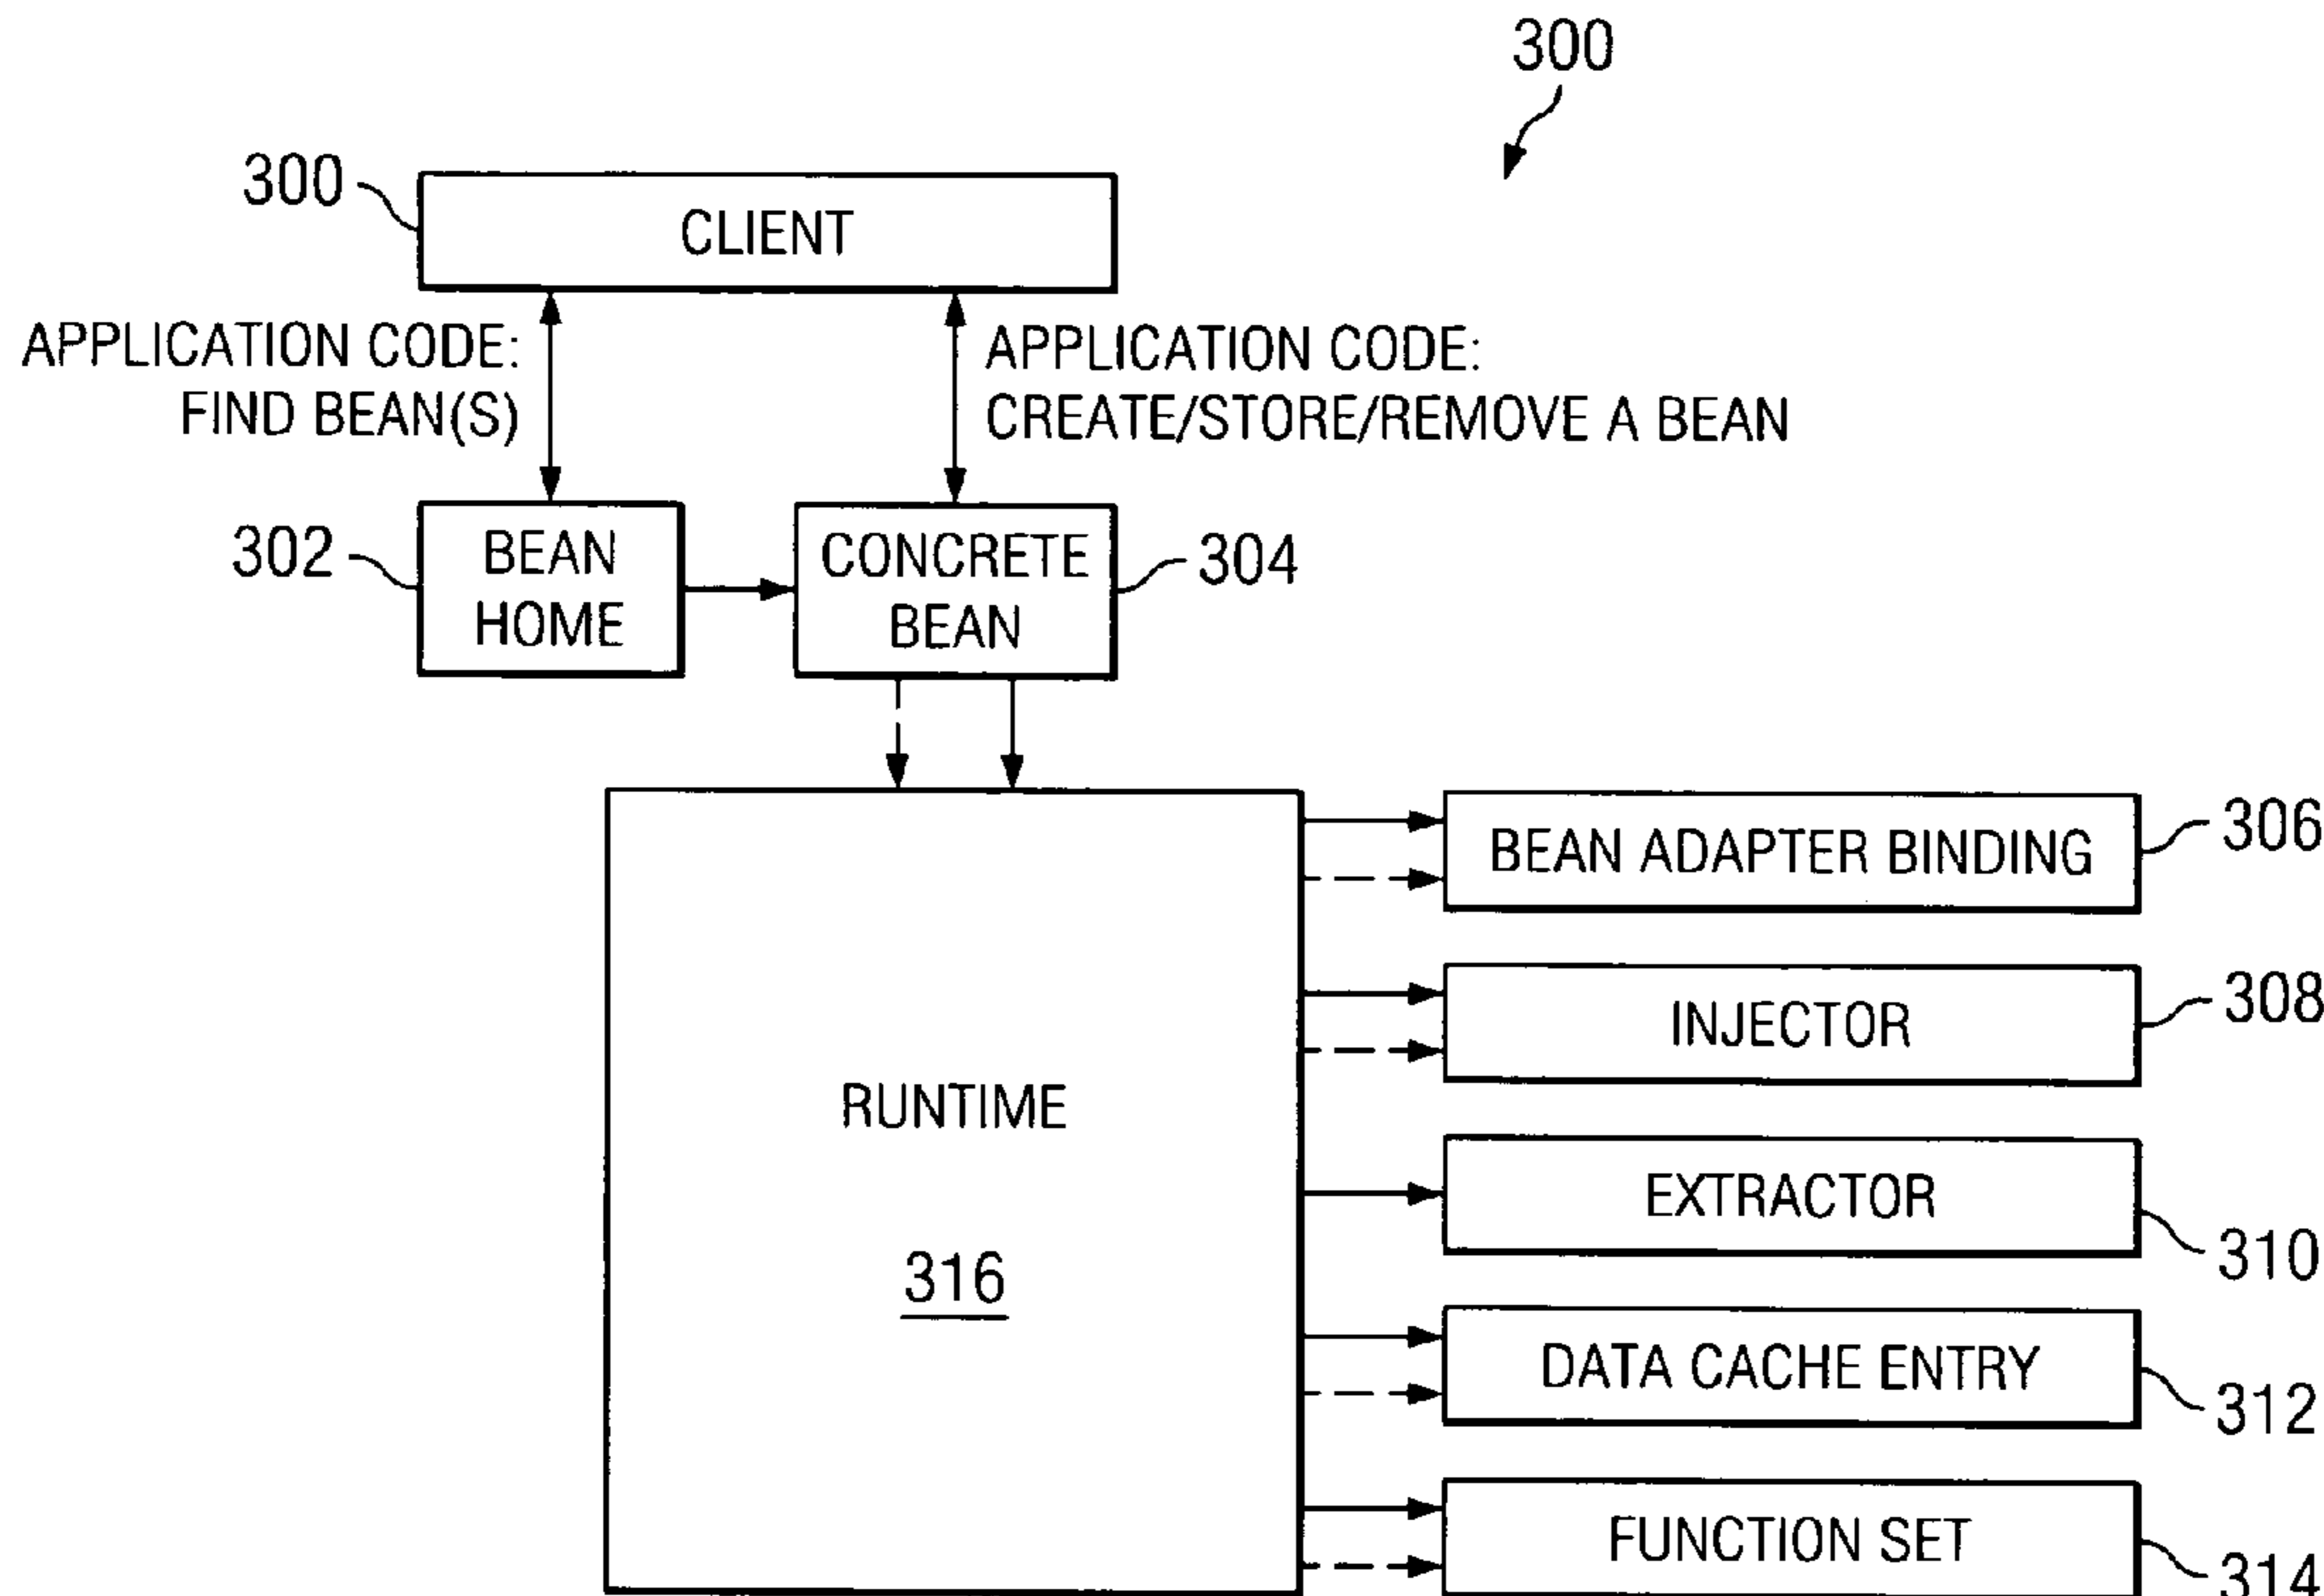 300
300
CLIENT
APPLICATION CODE:
FIND BEAN(S)
APPLICATION CODE:
CREATE/STORE/REMOVE A BEAN
302
BEAN
HOME
CONCRETE
BEAN
304
RUNTIME
316
BEAN ADAPTER BINDING
306
INJECTOR
308
EXTRACTOR
310
DATA CACHE ENTRY
312
FUNCTION SET
314